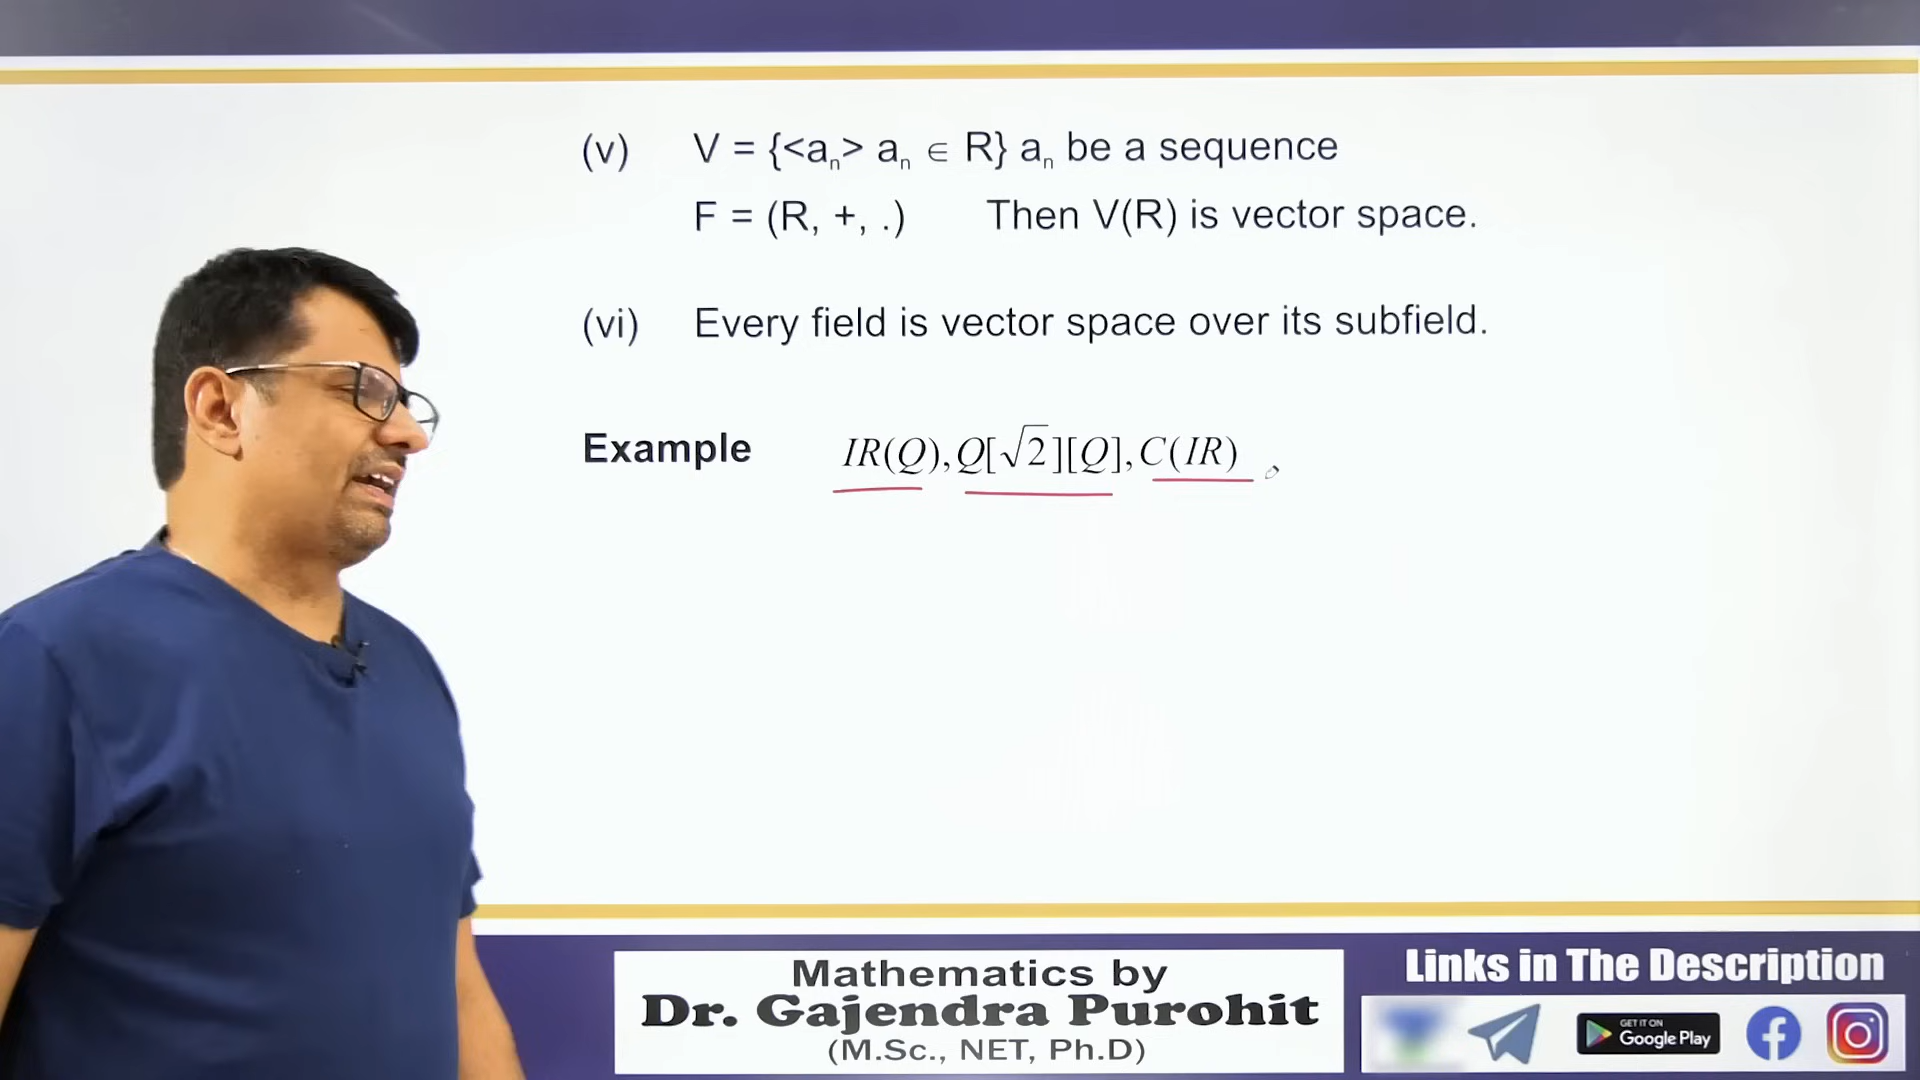 (v) V = {<aₙ> aₙ ∈ R} aₙ be a sequence
F = (R, +, .) Then V(R) is vector space.
(vi) Every field is vector space over its subfield.
Example IR(Q), Q[√2][Q], C(IR)
Links in The Description
Mathematics by
Dr. Gajendra Purohit
(M.Sc., NET, Ph.D)
GET IT ON
Google Play